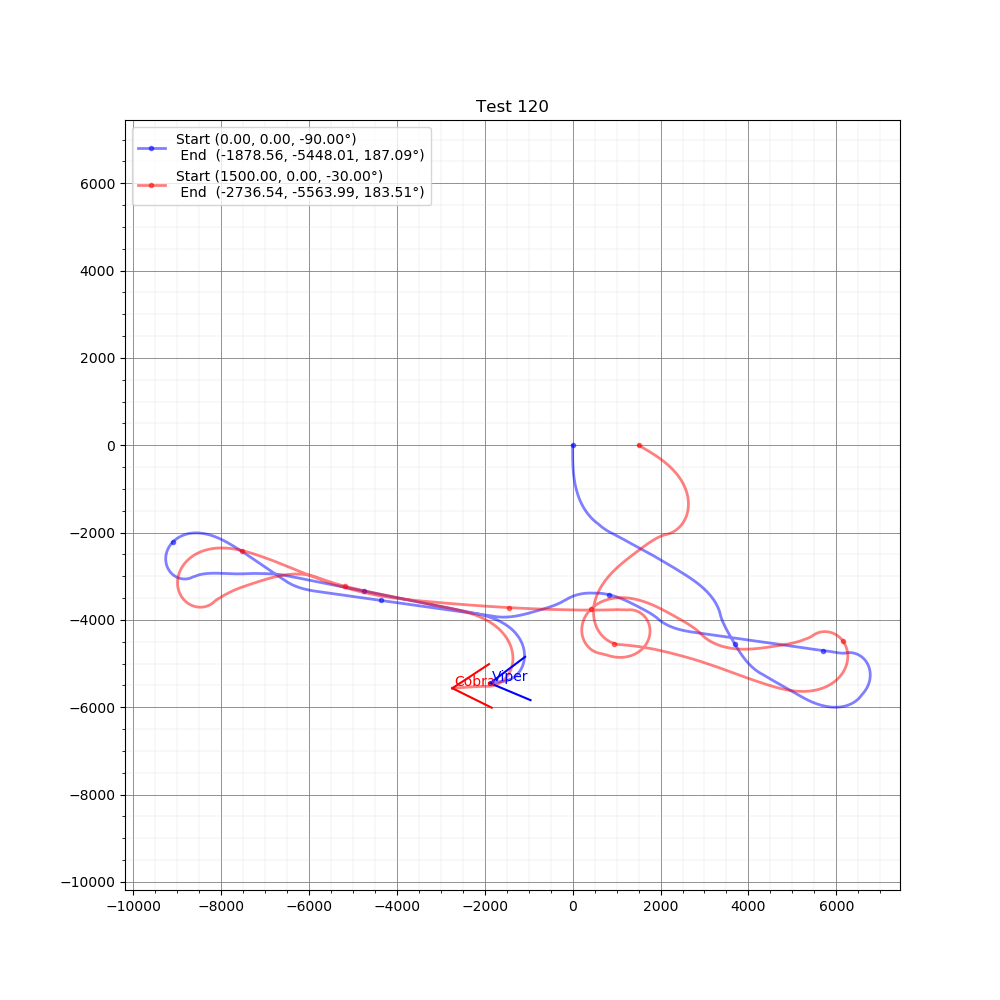 Test 120
Start (0.00, 0.00, -90.00°)
End (-1878.56, -5448.01, 187.09°)
Start (1500.00, 0.00, -30.00°)
End (-2736.54, -5563.99, 183.51°)
6000
4000
2000
0
−2000
−4000
−6000
−8000
−10000
Cobra
Viper
−10000 −8000 −6000 −4000 −2000 0 2000 4000 6000